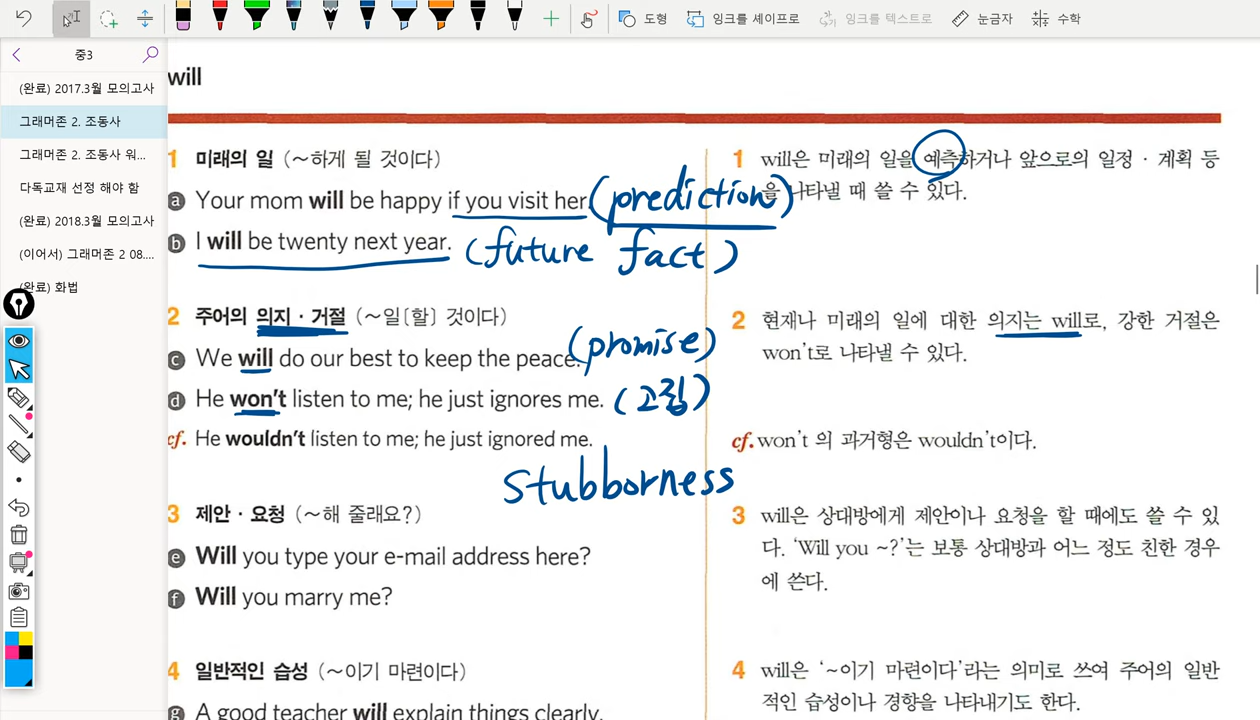 도형
잉크를 셰이프로
잉크를 텍스트로
눈금자
수학
중3
(완료) 2017.3월 모의고사
그래머존 2. 조동사
그래머존 2. 조동사 워...
다독교재 선정 해야 함
(완료) 2018.3월 모의고사
(이어서) 그래머존 2 08....
(완료) 화법
will
1 미래의 일 (～하게 될 것이다)
a Your mom will be happy if you visit her. (prediction)
b I will be twenty next year. (future fact)
2 주어의 의지 · 거절 (～일[할] 것이다)
c We will do our best to keep the peace. (promise)
d He won't listen to me; he just ignores me. (고집)
cf. He wouldn't listen to me; he just ignored me.
stubborness
3 제안 · 요청 (～해 줄래요?)
e Will you type your e-mail address here?
f Will you marry me?
4 일반적인 습성 (～이기 마련이다)
g A good teacher will explain things clearly.
1 will은 미래의 일을 예측하거나 앞으로의 일정 · 계획 등
을 나타낼 때 쓸 수 있다.
2 현재나 미래의 일에 대한 의지는 will로, 강한 거절은
won't로 나타낼 수 있다.
cf. won't 의 과거형은 wouldn't이다.
3 will은 상대방에게 제안이나 요청을 할 때에도 쓸 수 있
다. 'Will you ~?'는 보통 상대방과 어느 정도 친한 경우
에 쓴다.
4 will은 '~이기 마련이다'라는 의미로 쓰여 주어의 일반
적인 습성이나 경향을 나타내기도 한다.